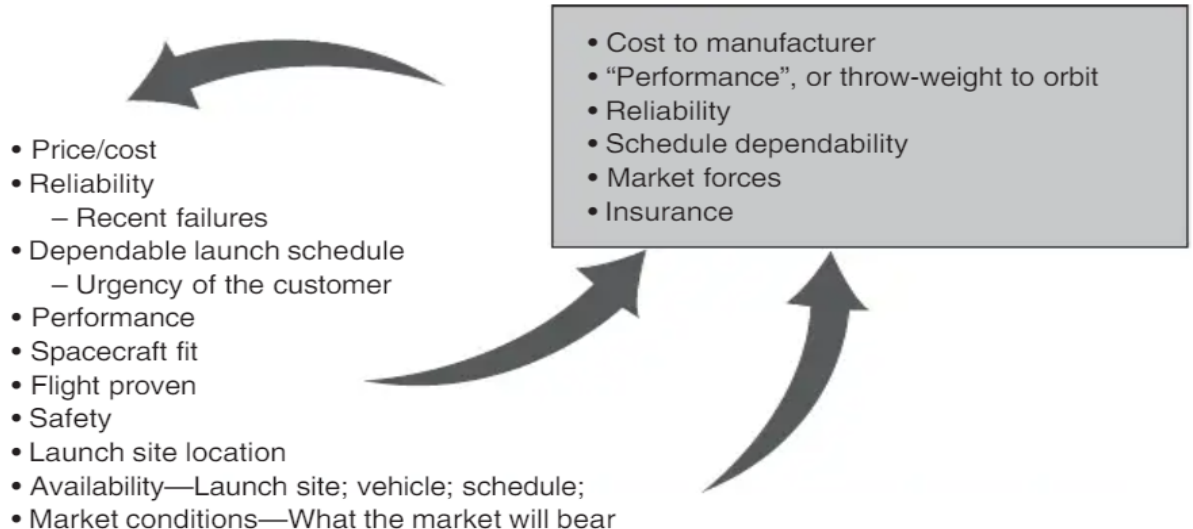 • Cost to manufacturer
• “Performance”, or throw-weight to orbit
• Reliability
• Schedule dependability
• Market forces
• Insurance
• Price/cost
• Reliability
– Recent failures
• Dependable launch schedule
– Urgency of the customer
• Performance
• Spacecraft fit
• Flight proven
• Safety
• Launch site location
• Availability—Launch site; vehicle; schedule;
• Market conditions—What the market will bear